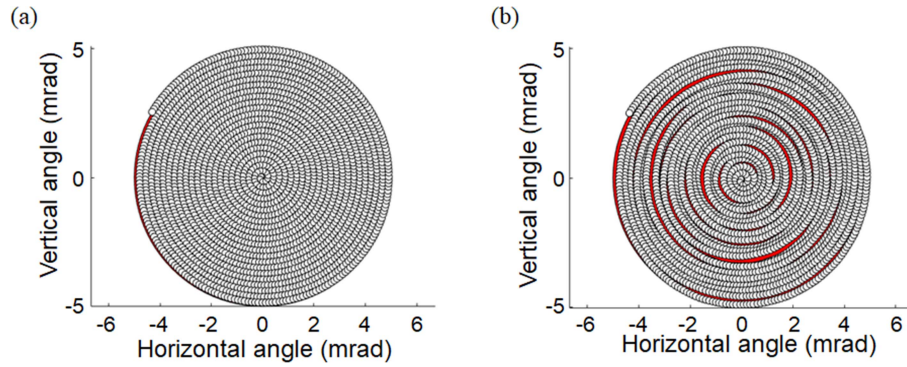 (a)
(b)
Vertical angle (mrad)
5
0
-5
-6 -4 -2 0 2 4 6
Horizontal angle (mrad)
Vertical angle (mrad)
5
0
-5
-6 -4 -2 0 2 4 6
Horizontal angle (mrad)